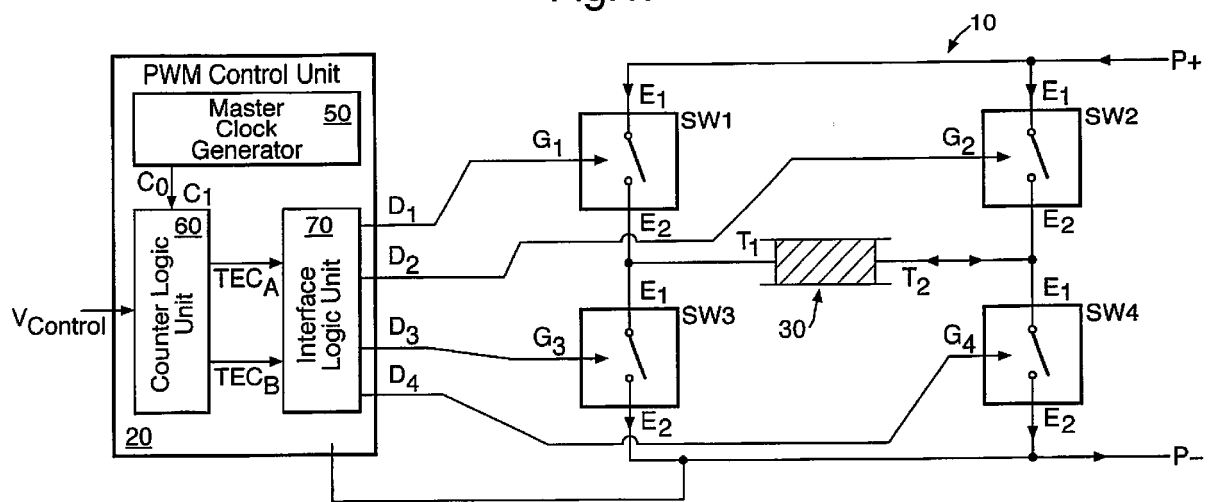 10
P+
PWM Control Unit
Master Clock Generator
50
C0
C1
60
Counter Logic Unit
TECA
TECB
70
Interface Logic Unit
20
VControl
D1
D2
D3
D4
E1
SW1
G1
E2
E1
SW2
G2
E2
T1
T2
30
E1
SW3
G3
E2
E1
SW4
G4
E2
P–